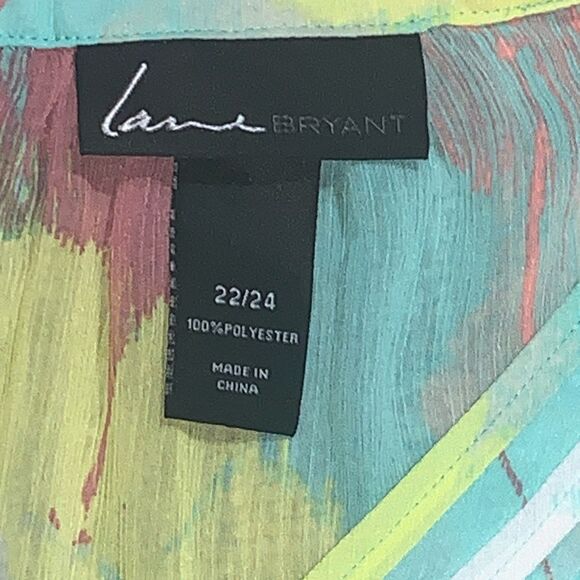 Lane BRYANT
22/24
100%POLYESTER
MADE IN
CHINA